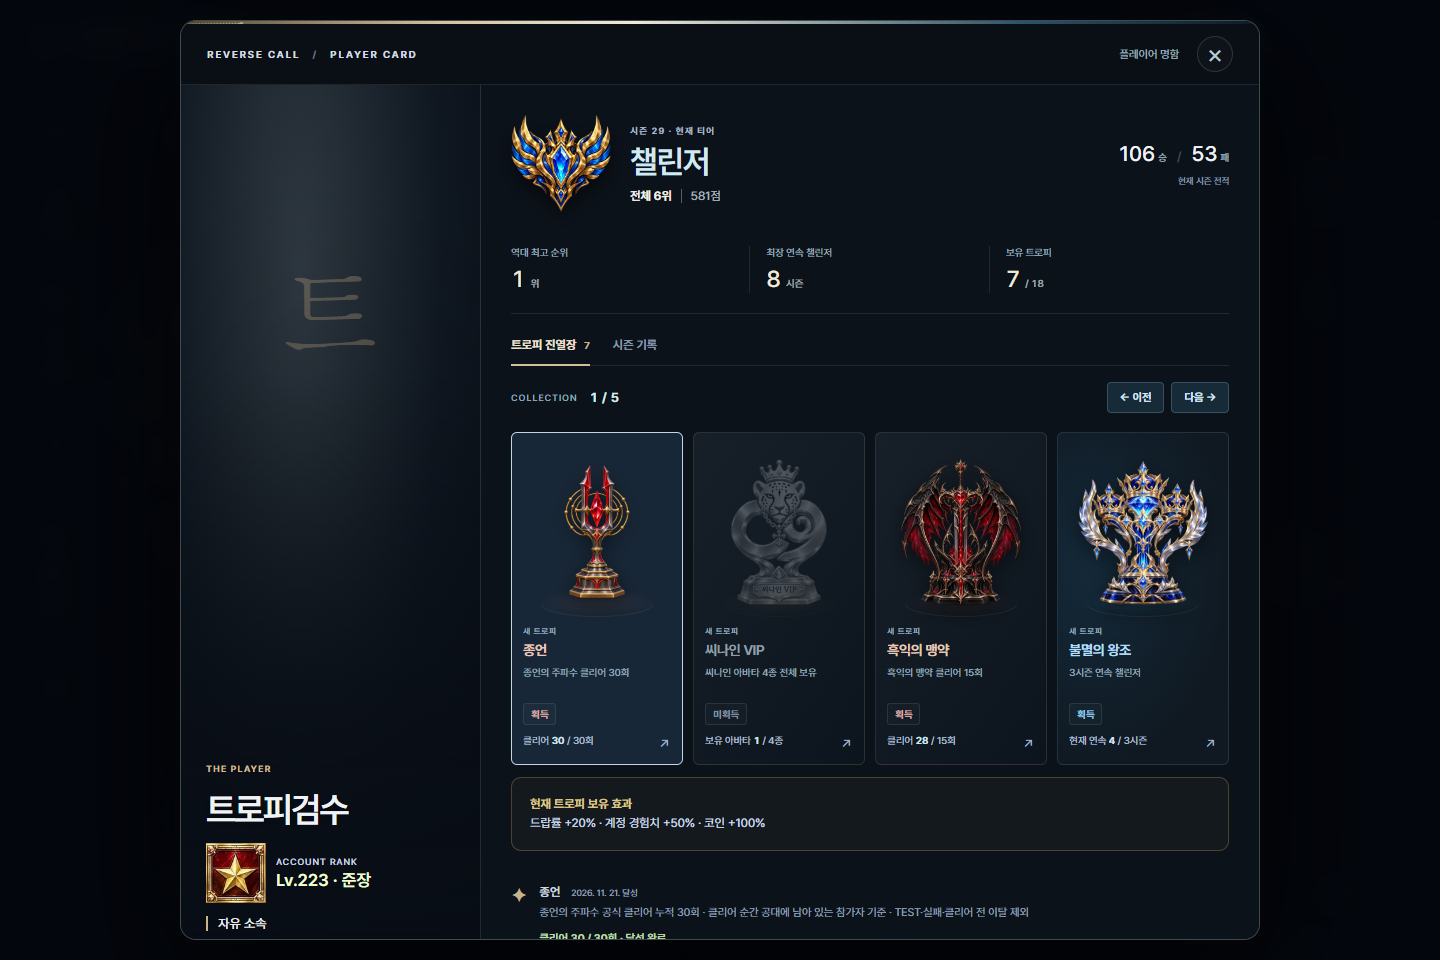 REVERSE CALL / PLAYER CARD
플레이어 명함
트
THE PLAYER
트로피검수
ACCOUNT RANK
Lv.223 · 준장
자유 소속
시즌 29 · 현재 티어
챌린저
전체 6위 581점
106 승 / 53 패
현재 시즌 전적
역대 최고 순위
1 위
최장 연속 챌린저
8 시즌
보유 트로피
7 / 18
트로피 진열장 7
시즌 기록
COLLECTION 1 / 5
← 이전
다음 →
새 트로피
종언
종언의 주파수 클리어 30회
획득
클리어 30 / 30회 ↗
씨나인 VIP
새 트로피
씨나인 VIP
씨나인 아바타 4종 전체 보유
미획득
보유 아바타 1 / 4종 ↗
새 트로피
흑익의 맹약
흑익의 맹약 클리어 15회
획득
클리어 28 / 15회 ↗
새 트로피
불멸의 왕조
3시즌 연속 챌린저
획득
현재 연속 4 / 3시즌 ↗
현재 트로피 보유 효과
드랍률 +20% · 계정 경험치 +50% · 코인 +100%
종언 2026. 11. 21. 달성
종언의 주파수 공식 클리어 누적 30회 · 클리어 순간 공대에 남아 있는 참가자 기준 · TEST·실패·클리어 전 이탈 제외
클리어 30 / 30회 · 달성 완료